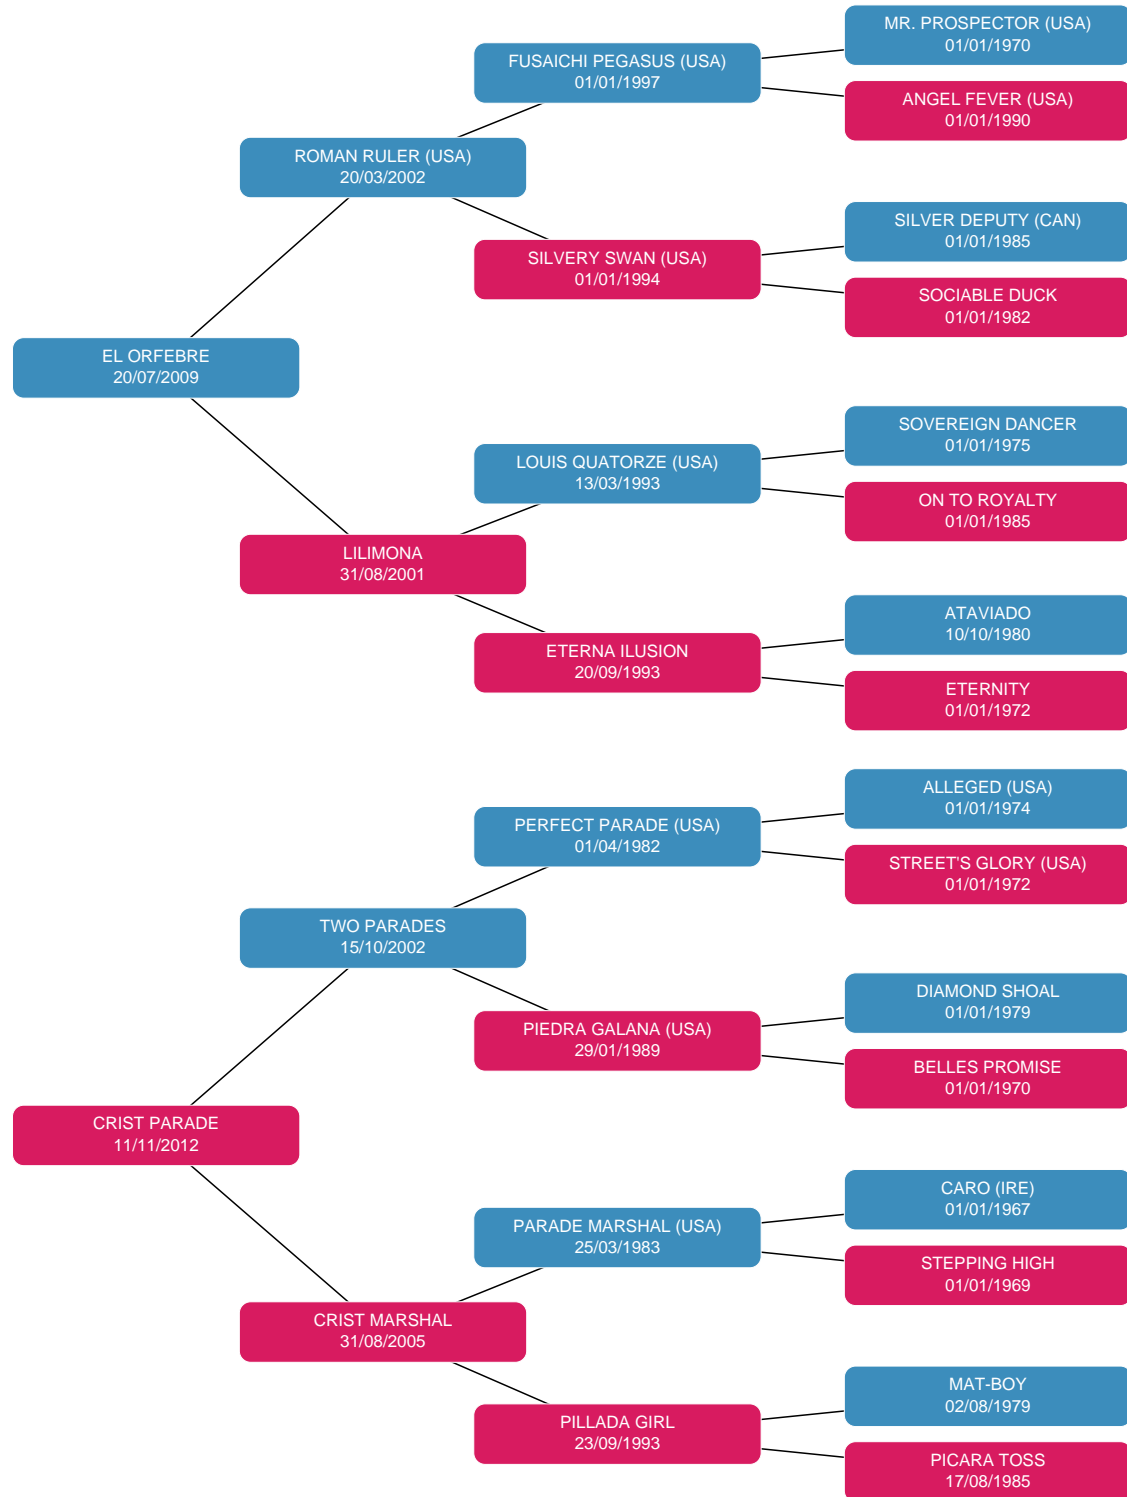 MR. PROSPECTOR (USA)
01/01/1970
FUSAICHI PEGASUS (USA)
01/01/1997
ANGEL FEVER (USA)
01/01/1990
ROMAN RULER (USA)
20/03/2002
SILVER DEPUTY (CAN)
01/01/1985
SILVERY SWAN (USA)
01/01/1994
SOCIABLE DUCK
01/01/1982
EL ORFEBRE
20/07/2009
SOVEREIGN DANCER
01/01/1975
LOUIS QUATORZE (USA)
13/03/1993
ON TO ROYALTY
01/01/1985
LILIMONA
31/08/2001
ATAVIADO
10/10/1980
ETERNA ILUSION
20/09/1993
ETERNITY
01/01/1972
ALLEGED (USA)
01/01/1974
PERFECT PARADE (USA)
01/04/1982
STREET'S GLORY (USA)
01/01/1972
TWO PARADES
15/10/2002
DIAMOND SHOAL
01/01/1979
PIEDRA GALANA (USA)
29/01/1989
BELLES PROMISE
01/01/1970
CRIST PARADE
11/11/2012
CARO (IRE)
01/01/1967
PARADE MARSHAL (USA)
25/03/1983
STEPPING HIGH
01/01/1969
CRIST MARSHAL
31/08/2005
MAT-BOY
02/08/1979
PILLADA GIRL
23/09/1993
PICARA TOSS
17/08/1985